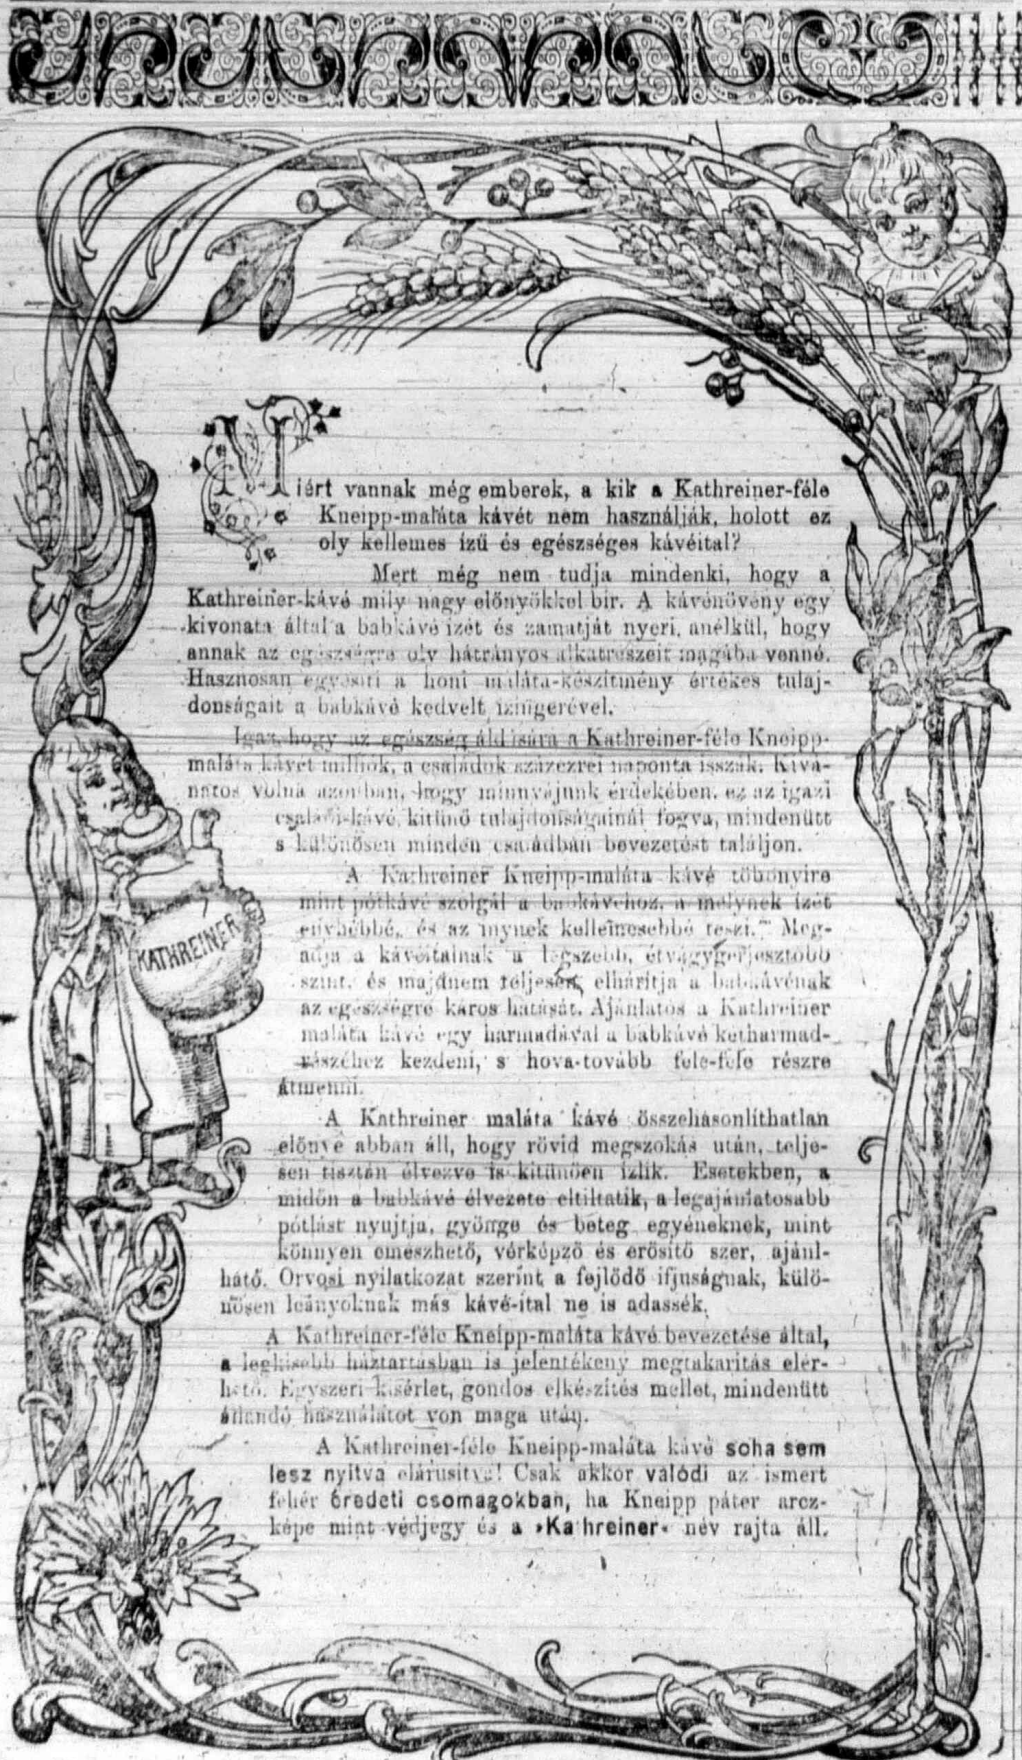 Miért vannak még emberek, a kik a Kathreiner-féle
Kneipp-maláta kávét nem használják, holott ez
oly kellemes ízű és egészséges kávéital?
Mert még nem tudja mindenki, hogy a
Kathreiner-kávé mily nagy előnyökkel bir. A kávénövény egy
kivonata által a babkávé izét és zamatját nyeri, anélkül, hogy
annak az egészségre oly hátrányos alkatrészeit magába venné.
Hasznosan egyesiti a honi maláta-készitmény értékes tulaj-
donságait a babkávé kedvelt izingerével.
Igaz, hogy az egészség áldására a Kathreiner-féle Kneipp-
maláta kávét milliók, a családok százezrei naponta isszák. Kivá-
natos volna azonban, hogy minnyájunk érdekében, ez az igazi
családi-kávé, kitünő tulajdonságainál fogva, mindenütt
s különösen minden családban bevezetést találjon.
A Kathreiner Kneipp-maláta kávé többnyire
mint pótkávé szolgál a babkávéhoz, a melynek izét
enyhébbé, és az inynek kellemesebbé teszi. Meg-
adja a kávéitalnak a legszebb, étvágygerjesztőbb
szint, és majdnem teljesen elhárítja a babkávénak
az egészségre káros hatását. Ajánlatos a Kathreiner
maláta kávé egy harmadával a babkávé kétharmad-
részéhez kezdeni, s hova-tovább fele-fele részre
átmenni.
A Kathreiner maláta kávé összehasonlíthatlan
előnye abban áll, hogy rövid megszokás után, telje-
sen tisztán élvezve is kitünően ízlik. Esetekben, a
midőn a babkávé élvezete eltiltatik, a legajánlatosabb
pótlást nyujtja, gyönge és beteg egyéneknek, mint
könnyen emészhető, vérképző és erősitő szer, ajánl-
ható. Orvosi nyilatkozat szerint a fejlődő ifjuságnak, külö-
nösen leányoknak más kávé-ital ne is adassék.
A Kathreiner-féle Kneipp-maláta kávé bevezetése által,
a legkisebb háztartásban is jelentékeny megtakaritás elér-
hető. Egyszeri kisérlet, gondos elkészités mellet, mindenütt
állandó használatot von maga után.
A Kathreiner-féle Kneipp-maláta kávé soha sem
lesz nyitva elárusitva! Csak akkor valódi az ismert
fehér eredeti csomagokban, ha Kneipp páter arcz-
képe mint védjegy és a »Kathreiner« név rajta áll.
KATHREINER